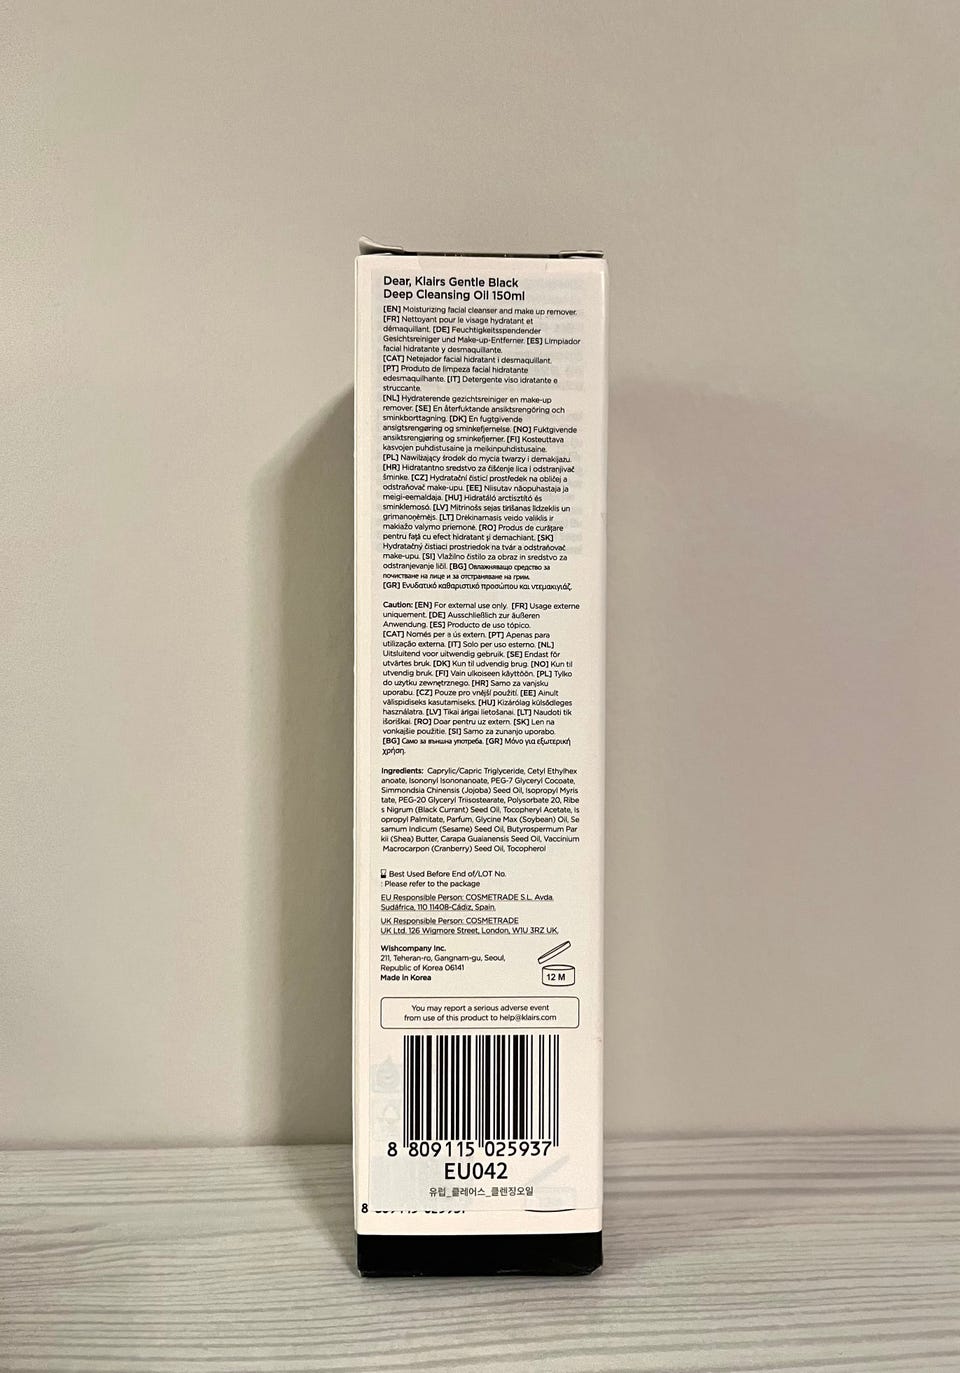 Dear, Klairs Gentle Black
Deep Cleansing Oil 150ml
[EN] Moisturizing facial cleanser and make up remover.
[FR] Nettoyant pour le visage hydratant et
démaquillant. [DE] Feuchtigkeitsspendender
Gesichtsreiniger und Make-up-Entferner. [ES] Limpiador
facial hidratante y desmaquillante.
[CAT] Netejador facial hidratant i desmaquillant.
[PT] Produto de limpeza facial hidratante
edesmaquilhante. [IT] Detergente viso idratante e
struccante.
[NL] Hydraterende gezichtsreiniger en make-up
remover. [SE] En återfuktande ansiktsrengöring och
sminkborttagning. [DK] En fugtgivende
ansigtsrengøring og sminkefjernelse. [NO] Fuktgivende
ansiktsrengjøring og sminkefjerner. [FI] Kosteuttava
kasvojen puhdistusaine ja meikinpuhdistusaine.
[PL] Nawilżający środek do mycia twarzy i demakijażu.
[HR] Hidratantno sredstvo za čišćenje lica i odstranjivač
šminke. [CZ] Hydratační čisticí prostředek na obličej a
odstraňovač make-upu. [EE] Niisutav näopuhastaja ja
meigi-eemaldaja. [HU] Hidratáló arctisztító és
sminklemosó. [LV] Mitrinošs sejas tīrīšanas līdzeklis un
grimanoņēmējs. [LT] Drėkinamasis veido valiklis ir
makiažo valymo priemonė. [RO] Produs de curățare
pentru față cu efect hidratant și demachiant. [SK]
Hydratačný čistiaci prostriedok na tvár a odstraňovač
make-upu. [SI] Vlažilno čistilo za obraz in sredstvo za
odstranjevanje ličil. [BG] Овлажняващо средство за
почистване на лице и за отстраняване на грим.
[GR] Ενυδατικό καθαριστικό προσώπου και ντεμακιγιάζ.
Caution: [EN] For external use only. [FR] Usage externe
uniquement. [DE] Ausschließlich zur äußeren
Anwendung. [ES] Producto de uso tópico.
[CAT] Només per a ús extern. [PT] Apenas para
utilização externa. [IT] Solo per uso esterno. [NL]
Uitsluitend voor uitwendig gebruik. [SE] Endast för
utvärtes bruk. [DK] Kun til udvendig brug. [NO] Kun til
utvendig bruk. [FI] Vain ulkoiseen käyttöön. [PL] Tylko
do użytku zewnętrznego. [HR] Samo za vanjsku
uporabu. [CZ] Pouze pro vnější použití. [EE] Ainult
välispidiseks kasutamiseks. [HU] Kizárólag külsődleges
használatra. [LV] Tikai ārīgai lietošanai. [LT] Naudoti tik
išoriškai. [RO] Doar pentru uz extern. [SK] Len na
vonkajšie použitie. [SI] Samo za zunanjo uporabo.
[BG] Само за външна употреба. [GR] Μόνο για εξωτερική
χρήση.
Ingredients: Caprylic/Capric Triglyceride, Cetyl Ethylhex
anoate, Isononyl Isononanoate, PEG-7 Glyceryl Cocoate,
Simmondsia Chinensis (Jojoba) Seed Oil, Isopropyl Myris
tate, PEG-20 Glyceryl Triisostearate, Polysorbate 20, Ribe
s Nigrum (Black Currant) Seed Oil, Tocopheryl Acetate, Is
opropyl Palmitate, Parfum, Glycine Max (Soybean) Oil, Se
samum Indicum (Sesame) Seed Oil, Butyrospermum Par
kii (Shea) Butter, Carapa Guaianensis Seed Oil, Vaccinium
Macrocarpon (Cranberry) Seed Oil, Tocopherol
Best Used Before End of/LOT No.
: Please refer to the package
EU Responsible Person: COSMETRADE S.L. Avda.
Sudáfrica, 110 11408-Cádiz, Spain.
UK Responsible Person: COSMETRADE
UK Ltd. 126 Wigmore Street, London, W1U 3RZ UK.
Wishcompany Inc.
211, Teheran-ro, Gangnam-gu, Seoul,
Republic of Korea 06141
Made in Korea
12 M
You may report a serious adverse event
from use of this product to help@klairs.com
8 809115 025937
EU042
유럽_클레어스_클렌징오일
8